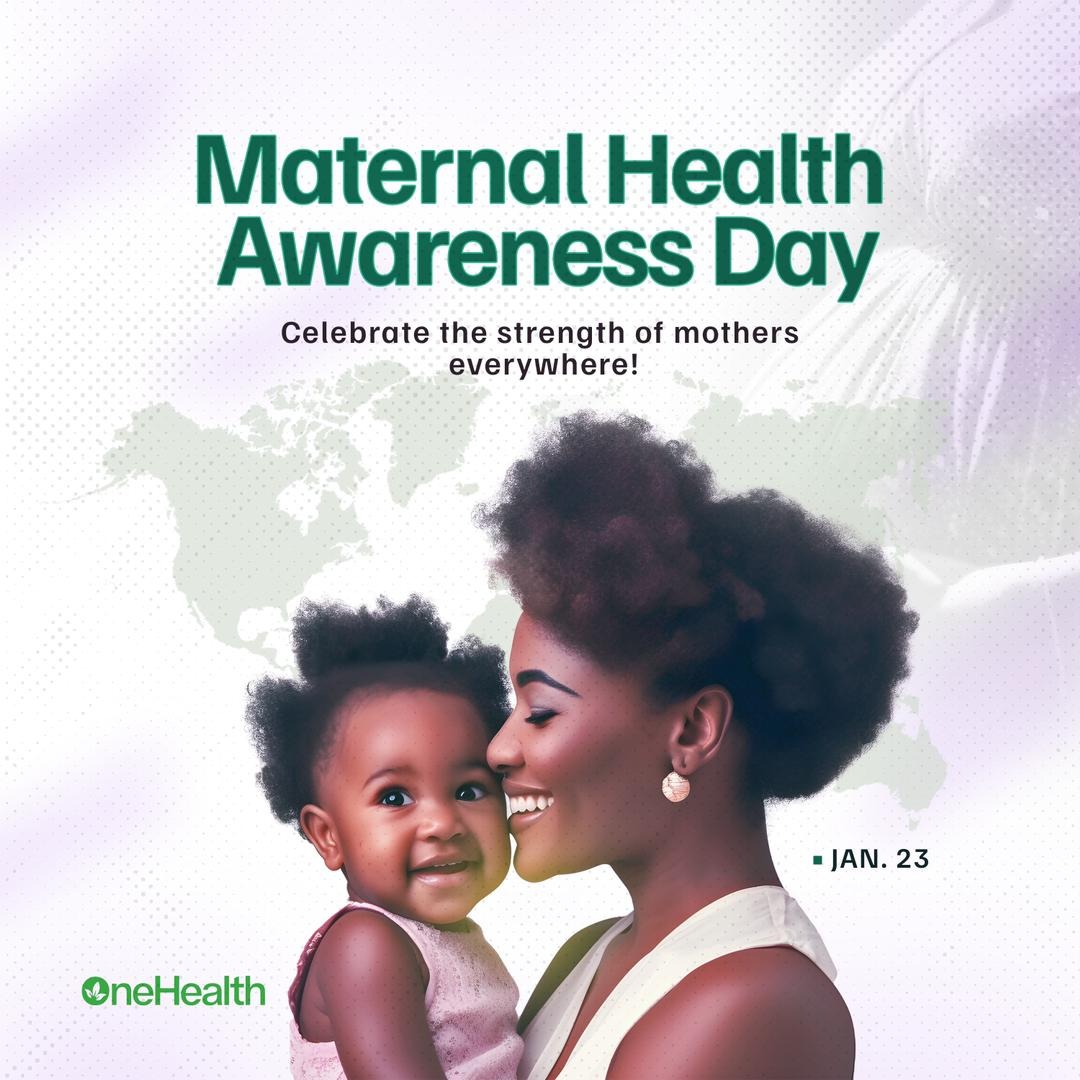 Maternal Health
Awareness Day
Celebrate the strength of mothers
everywhere!
JAN. 23
OneHealth